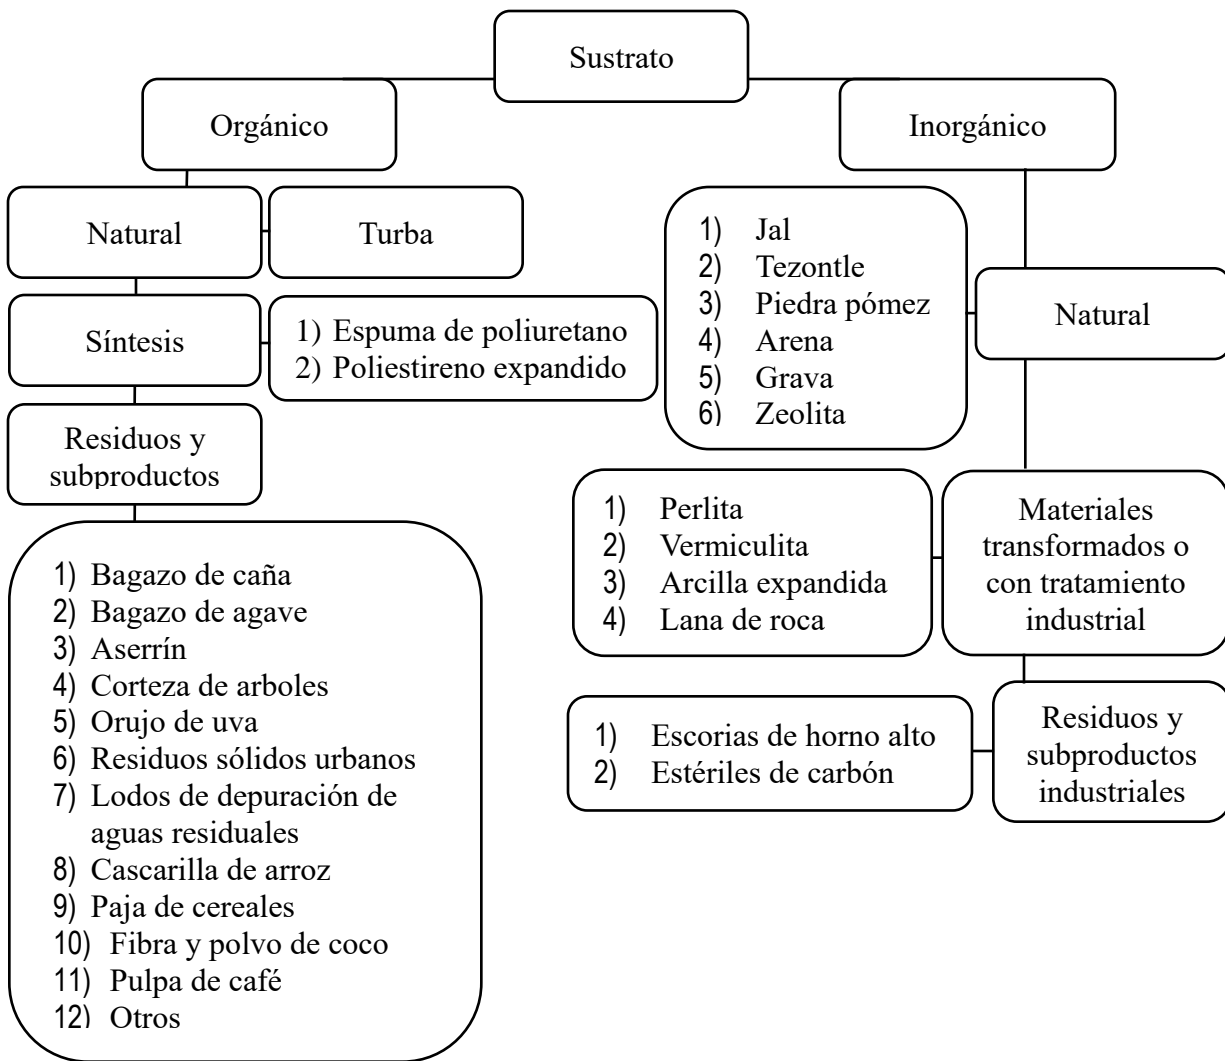 Sustrato
Orgánico
Inorgánico
Natural
Turba
Síntesis
1) Espuma de poliuretano
2) Poliestireno expandido
Residuos y
subproductos
1) Bagazo de caña
2) Bagazo de agave
3) Aserrín
4) Corteza de arboles
5) Orujo de uva
6) Residuos sólidos urbanos
7) Lodos de depuración de
aguas residuales
8) Cascarilla de arroz
9) Paja de cereales
10) Fibra y polvo de coco
11) Pulpa de café
12) Otros
1) Jal
2) Tezontle
3) Piedra pómez
4) Arena
5) Grava
6) Zeolita
Natural
1) Perlita
2) Vermiculita
3) Arcilla expandida
4) Lana de roca
Materiales
transformados o
con tratamiento
industrial
1) Escorias de horno alto
2) Estériles de carbón
Residuos y
subproductos
industriales